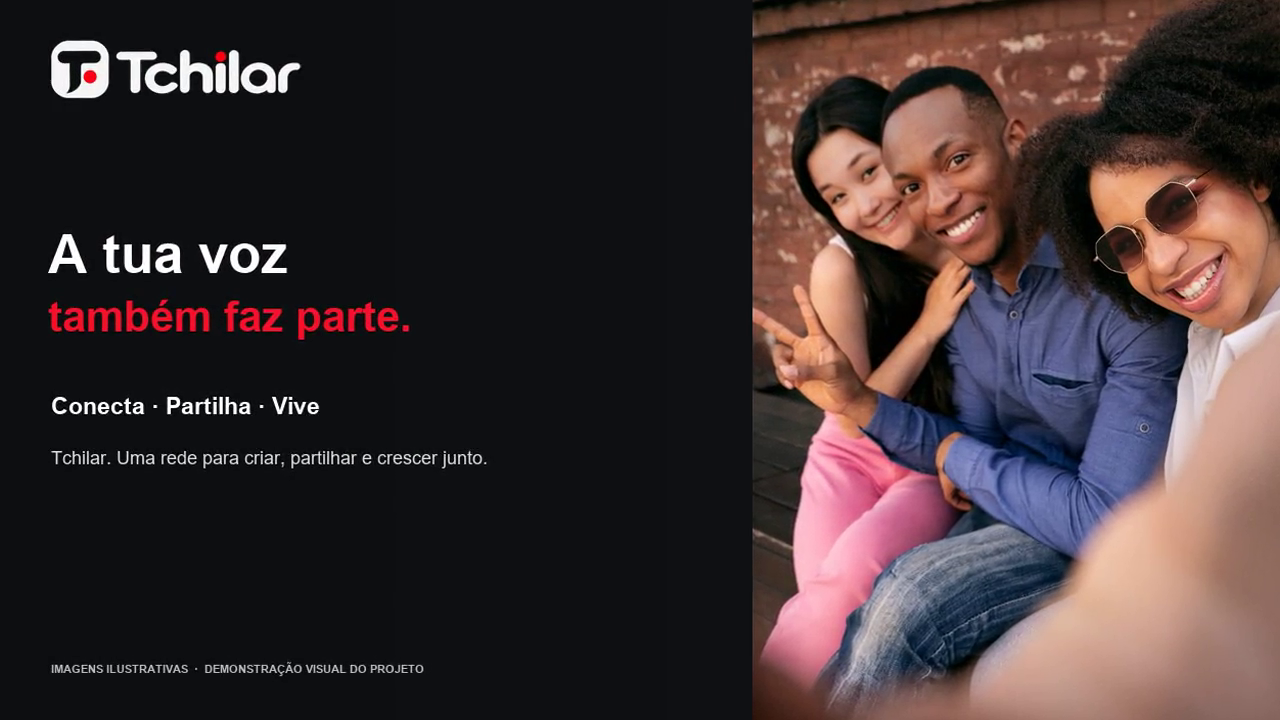 Tchilar
A tua voz
também faz parte.
Conecta · Partilha · Vive
Tchilar. Uma rede para criar, partilhar e crescer junto.
IMAGENS ILUSTRATIVAS · DEMONSTRAÇÃO VISUAL DO PROJETO